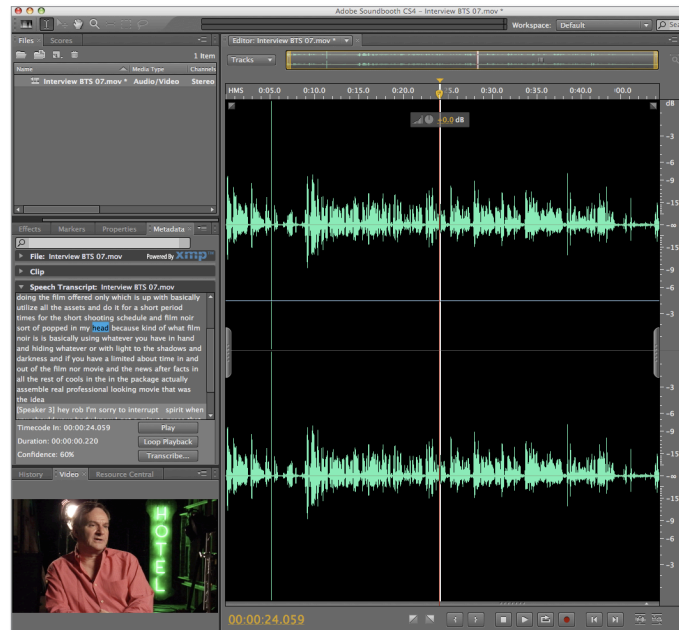 Adobe Soundbooth CS4 – Interview BTS 07.mov *
Workspace: Default
Files Scores
1 Item
Name Media Type Channels
Interview BTS 07.mov * Audio/Video Stereo
Effects Markers Properties Metadata
File: Interview BTS 07.mov Powered By xmp
Clip
Speech Transcript: Interview BTS 07.mov
doing the film offered only which is up with basically
utilize all the assets and do it for a short period
times for the short shooting schedule and film noir
sort of popped in my head because kind of what film
noir is is basically using whatever you have in hand
and hiding whatever or with light to the shadows and
darkness and if you have a limited about time in and
out of the film nor movie and the news after facts in
all the rest of cools in the in the package actually
assemble real professional looking movie that was
the idea
[Speaker 3] hey rob I'm sorry to interrupt spirit when
Timecode In: 00:00:24.059 Play
Duration: 00:00:00.220 Loop Playback
Confidence: 60% Transcribe...
History Video Resource Central
HOTEL
Editor: Interview BTS 07.mov *
Tracks
HMS 0:05.0 0:10.0 0:15.0 0:20.0 5.0 0:30.0 0:35.0 0:40.0 :00.0
dB
+0.0 dB
-3
-6
-9
-15
-∞
-15
-9
-6
-3
-3
-6
-9
-15
-∞
-15
-9
-6
-3
00:00:24.059